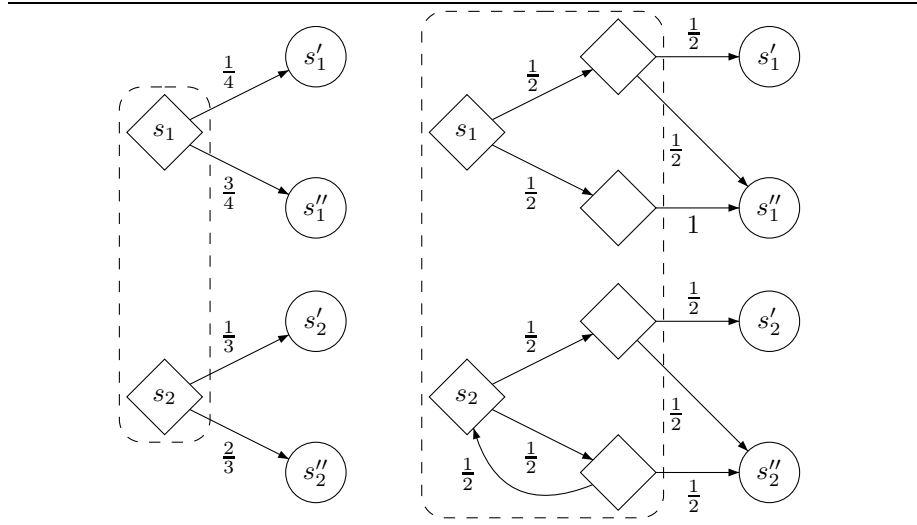 s₁
1/4
3/4
s′₁
s″₁
s₂
1/3
2/3
s′₂
s″₂
s₁
1/2
1/2
1/2
1/2
1
s′₁
s″₁
s₂
1/2
1/2
1/2
1/2
1/2
1/2
s′₂
s″₂